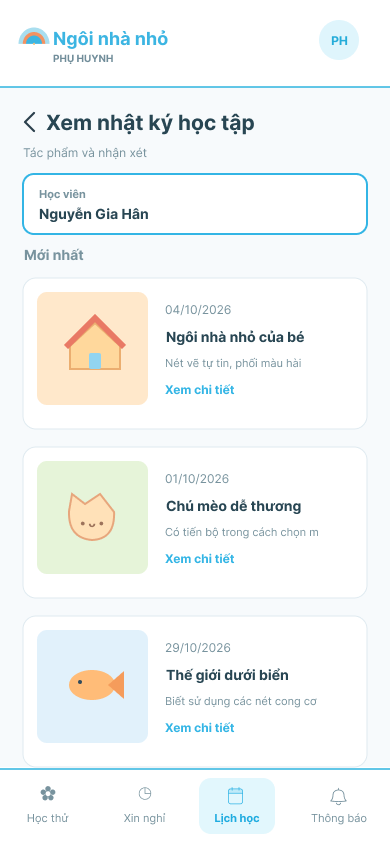 Ngôi nhà nhỏ
PHỤ HUYNH
PH
Xem nhật ký học tập
Tác phẩm và nhận xét
Học viên
Nguyễn Gia Hân
Mới nhất
04/10/2026
Ngôi nhà nhỏ của bé
Nét vẽ tự tin, phối màu hài
Xem chi tiết
01/10/2026
Chú mèo dễ thương
Có tiến bộ trong cách chọn m
Xem chi tiết
29/10/2026
Thế giới dưới biển
Biết sử dụng các nét cong cơ
Xem chi tiết
Học thử
Xin nghỉ
Lịch học
Thông báo